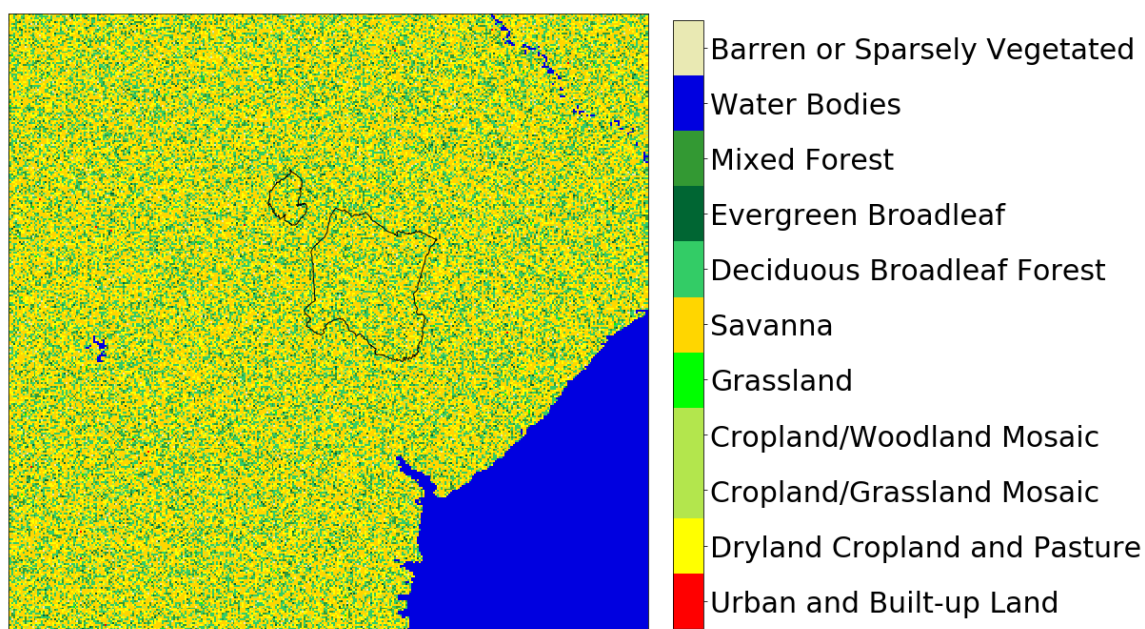 Barren or Sparsely Vegetated
Water Bodies
Mixed Forest
Evergreen Broadleaf
Deciduous Broadleaf Forest
Savanna
Grassland
Cropland/Woodland Mosaic
Cropland/Grassland Mosaic
Dryland Cropland and Pasture
Urban and Built-up Land